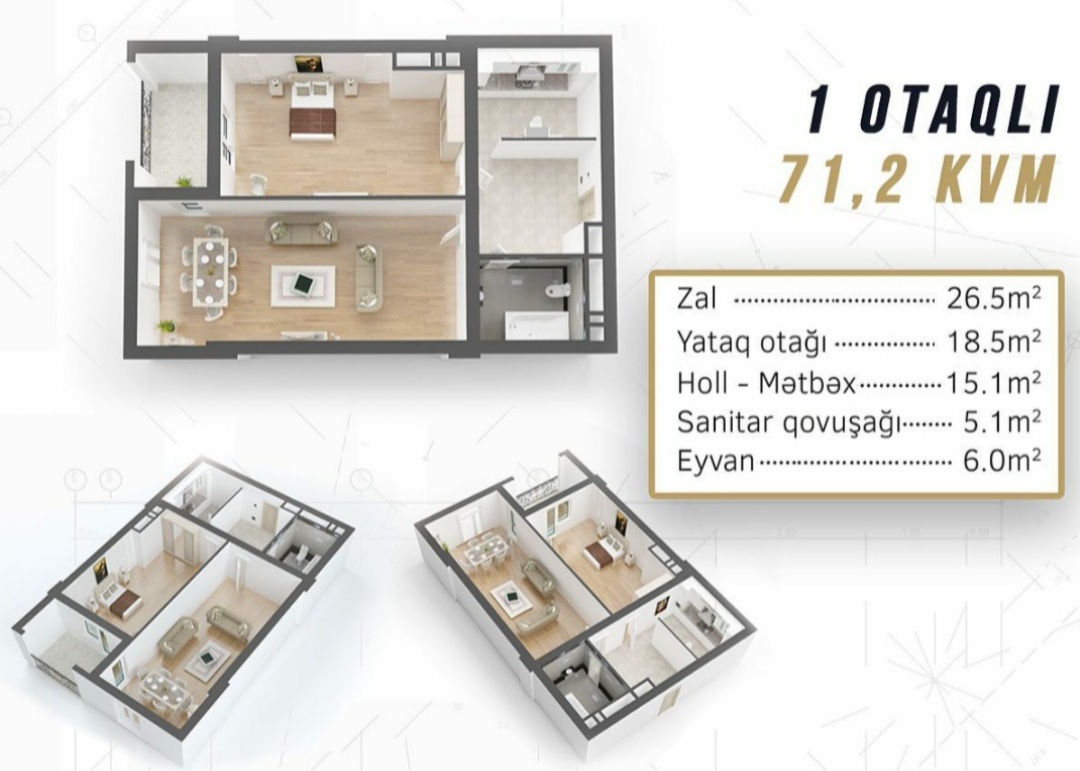 1 OTAQLI
71,2 KVM
Zal ........................ 26.5m²
Yataq otağı ............ 18.5m²
Holl - Mətbəx ............ 15.1m²
Sanitar qovuşağı ........ 5.1m²
Eyvan ........................ 6.0m²